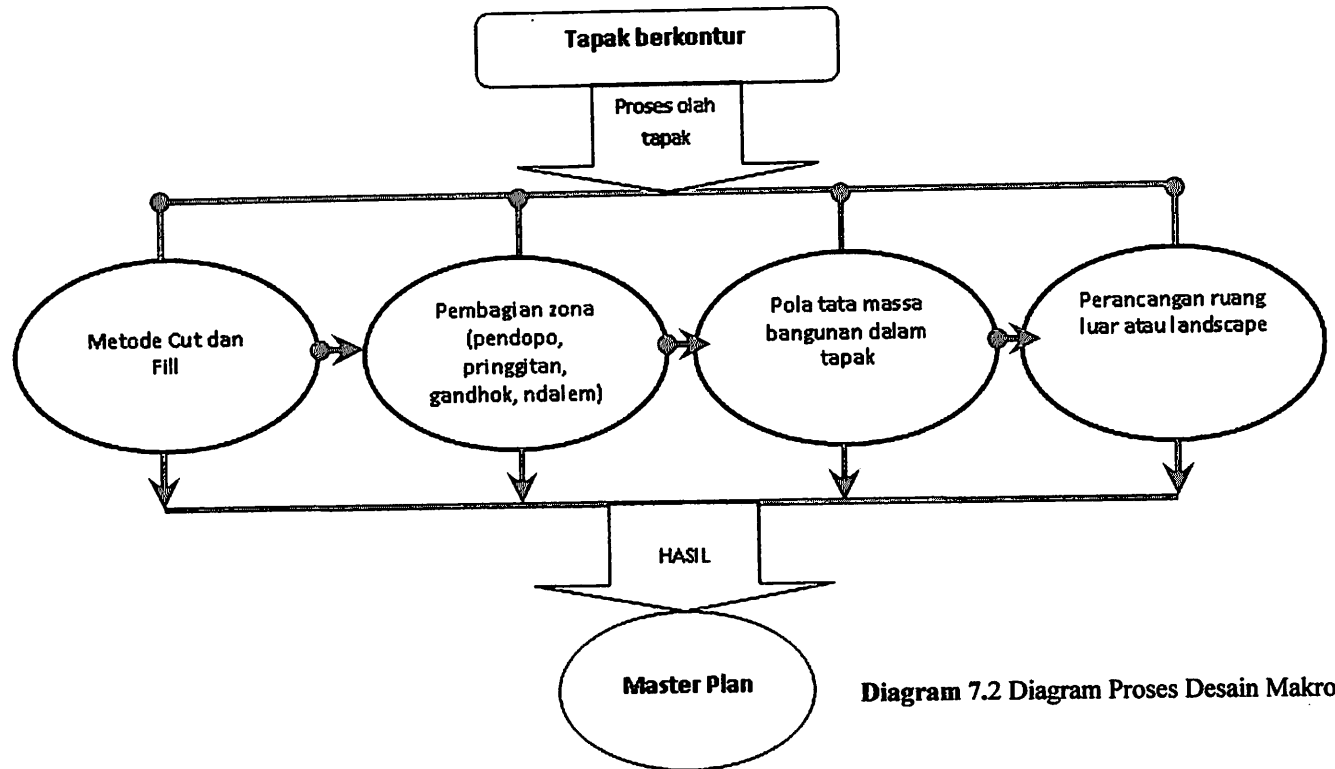 Tapak berkontur
Proses olah
tapak
Metode Cut dan
Fill
Pembagian zona
(pendopo,
pringgitan,
gandhok, ndalem)
Pola tata massa
bangunan dalam
tapak
Perancangan ruang
luar atau landscape
HASIL
Master Plan
Diagram 7.2 Diagram Proses Desain Makro